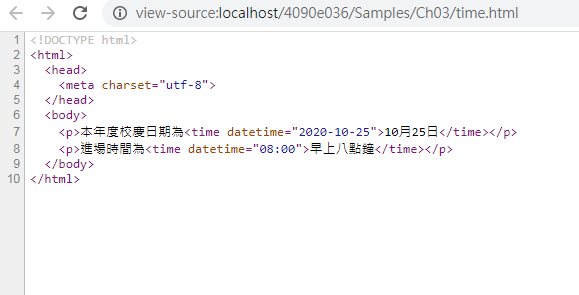 view-source:localhost/4090e036/Samples/Ch03/time.html
1 <!DOCTYPE html>
2 <html>
3 <head>
4 <meta charset="utf-8">
5 </head>
6 <body>
7 <p>本年度校慶日期為<time datetime="2020-10-25">10月25日</time></p>
8 <p>進場時間為<time datetime="08:00">早上八點鐘</time></p>
9 </body>
10 </html>